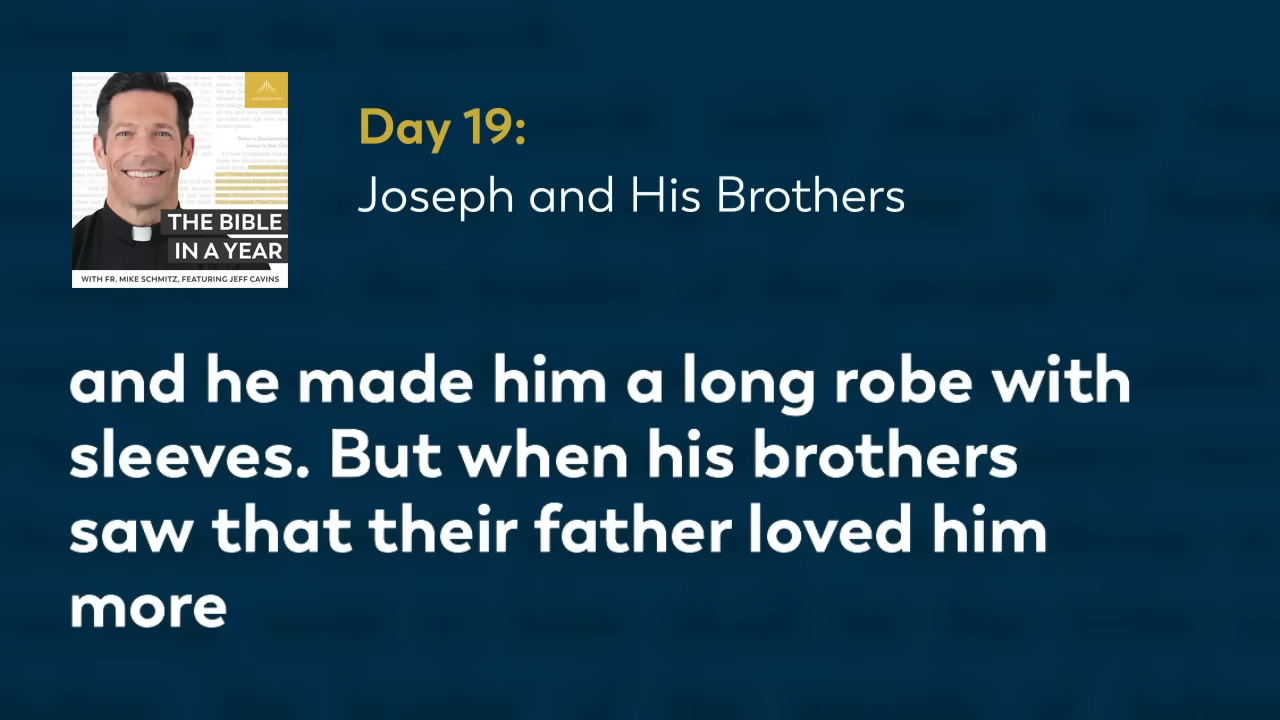 Day 19:
Joseph and His Brothers
THE BIBLE
IN A YEAR
WITH FR. MIKE SCHMITZ, FEATURING JEFF CAVINS
and he made him a long robe with
sleeves. But when his brothers
saw that their father loved him
more